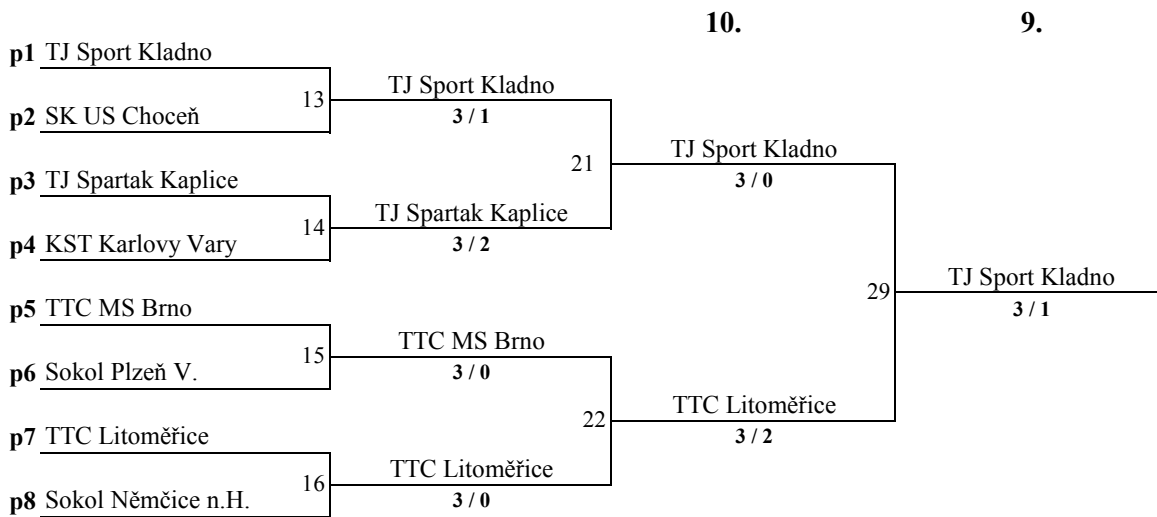 10. 9.
p1 TJ Sport Kladno
13 TJ Sport Kladno
3 / 1
p2 SK US Choceň
21 TJ Sport Kladno
3 / 0
p3 TJ Spartak Kaplice
14 TJ Spartak Kaplice
3 / 2
p4 KST Karlovy Vary
29 TJ Sport Kladno
3 / 1
p5 TTC MS Brno
15 TTC MS Brno
3 / 0
p6 Sokol Plzeň V.
22 TTC Litoměřice
3 / 2
p7 TTC Litoměřice
16 TTC Litoměřice
3 / 0
p8 Sokol Němčice n.H.